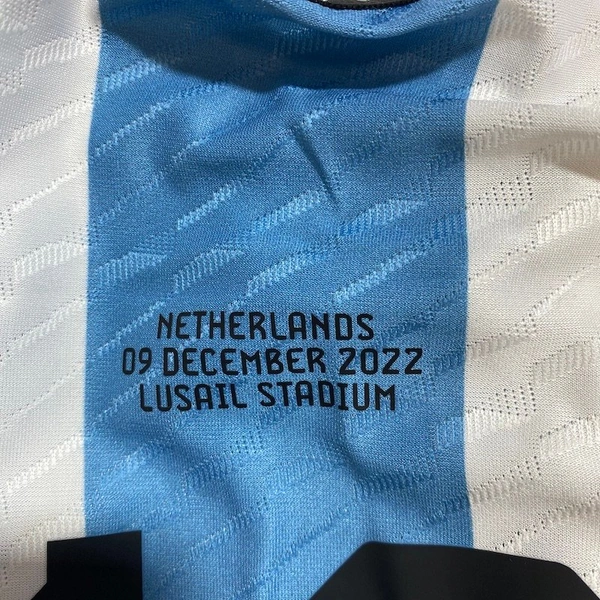 NETHERLANDS
09 DECEMBER 2022
LUSAIL STADIUM